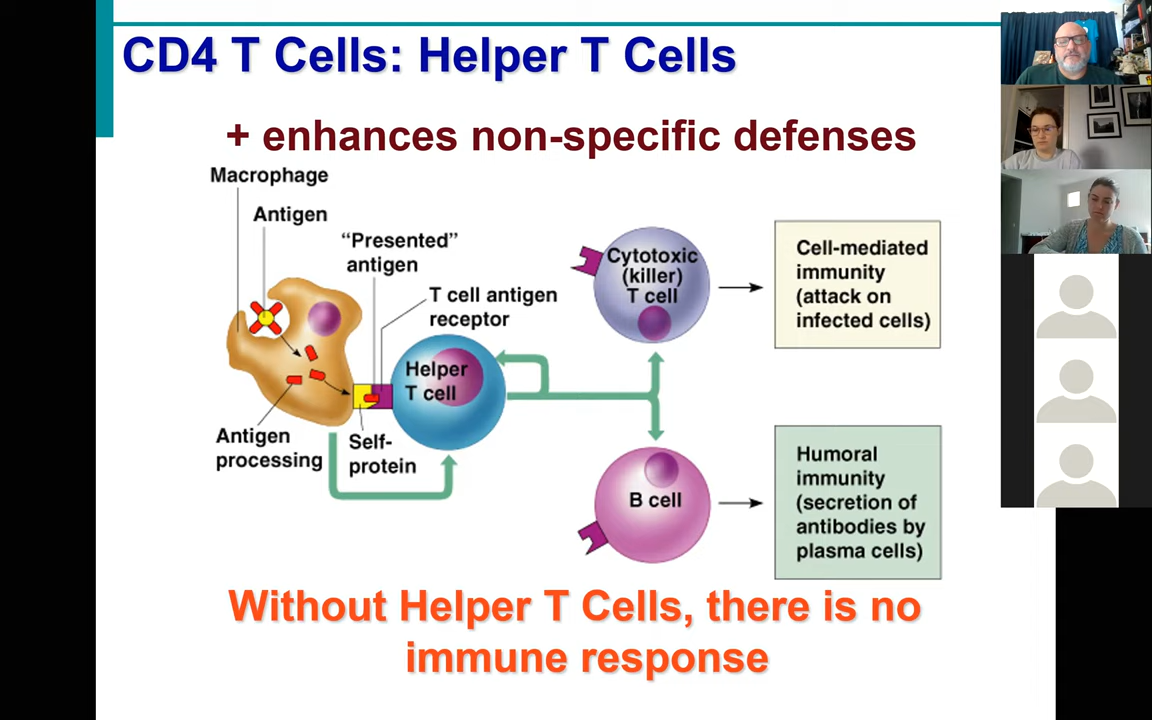 CD4 T Cells: Helper T Cells
+ enhances non-specific defenses
Macrophage
Antigen
“Presented”
antigen
T cell antigen
receptor
Helper
T cell
Antigen
processing
Self-
protein
Cytotoxic
(killer)
T cell
B cell
Cell-mediated
immunity
(attack on
infected cells)
Humoral
immunity
(secretion of
antibodies by
plasma cells)
Without Helper T Cells, there is no
immune response